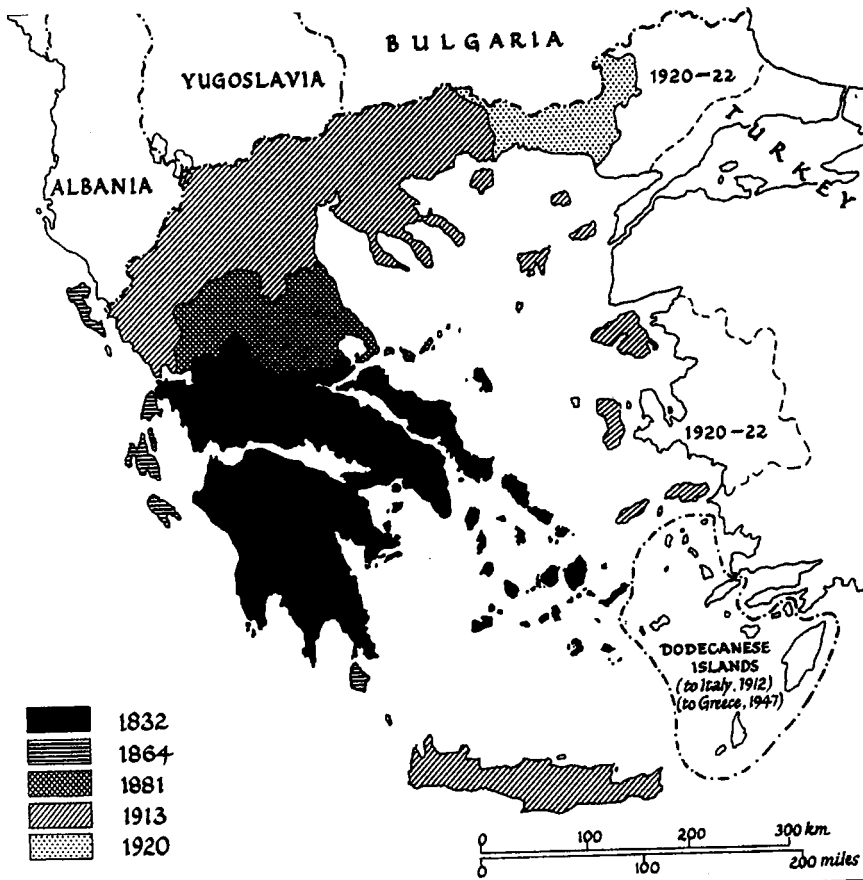 BULGARIA
YUGOSLAVIA
1920-22
TURKEY
ALBANIA
1920-22
DODECANESE
ISLANDS
(to Italy, 1912)
(to Greece, 1947)
1832
1864
1881
1913
1920
0 100 200 300 km.
0 100 200 miles